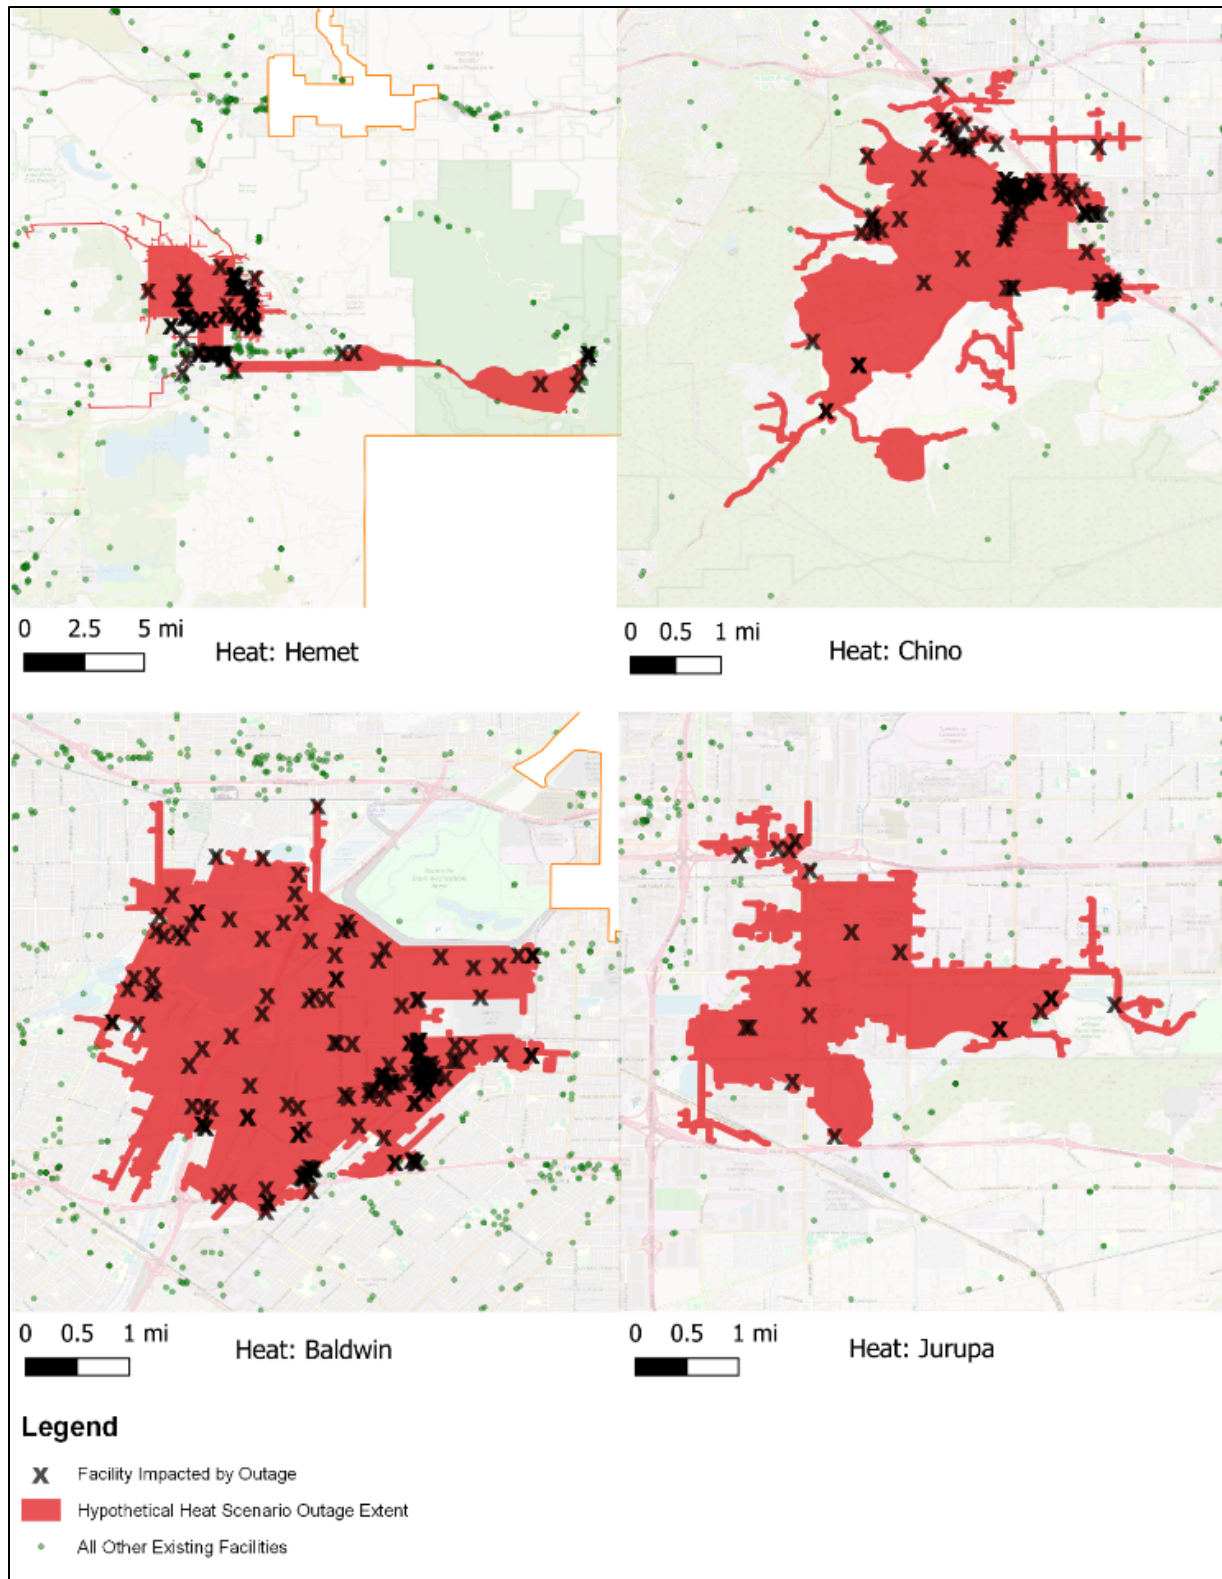 0 2.5 5 mi
Heat: Hemet
0 0.5 1 mi
Heat: Chino
0 0.5 1 mi
Heat: Baldwin
0 0.5 1 mi
Heat: Jurupa
Legend
X Facility Impacted by Outage
Hypothetical Heat Scenario Outage Extent
All Other Existing Facilities